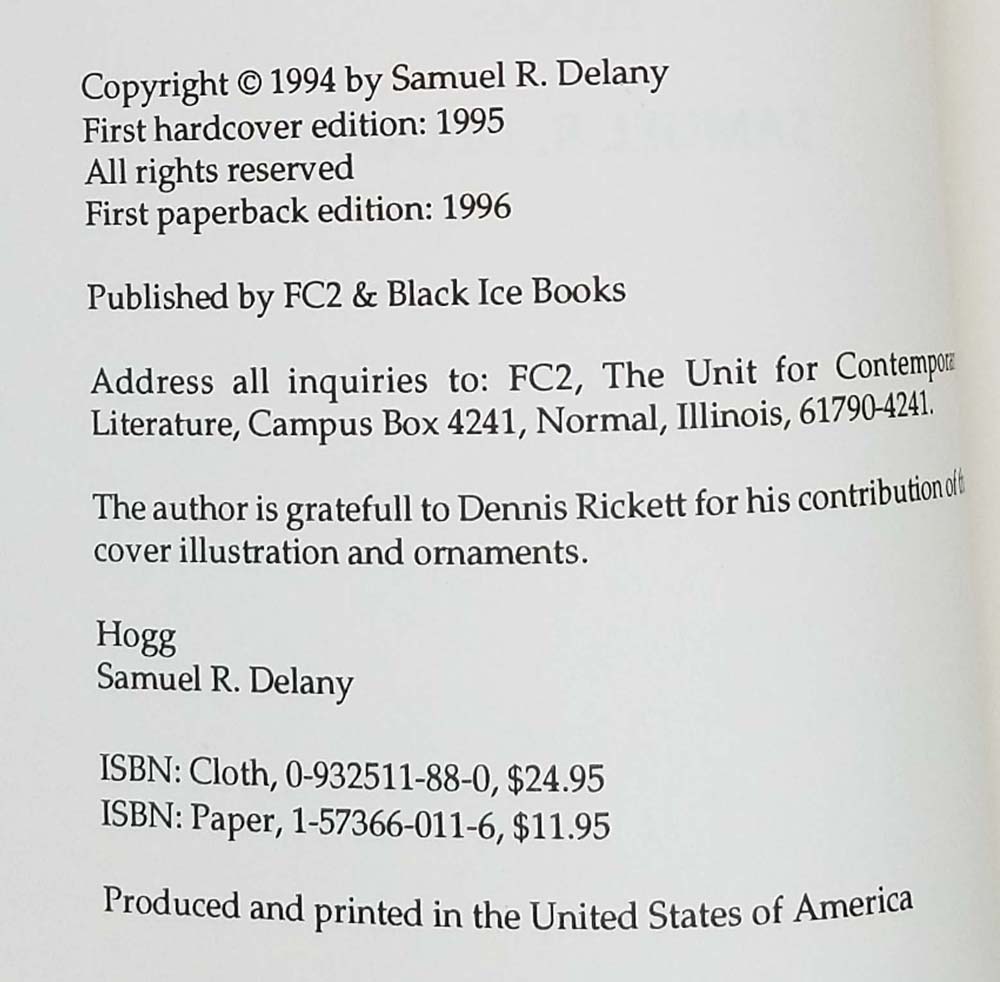 Copyright © 1994 by Samuel R. Delany
First hardcover edition: 1995
All rights reserved
First paperback edition: 1996
Published by FC2 & Black Ice Books
Address all inquiries to: FC2, The Unit for
Literature, Campus Box 4241, Normal, Illinois, 61790-4241.
The author is gratefull to Dennis Rickett for his contribution of
cover illustration and ornaments.
Hogg
Samuel R. Delany
ISBN: Cloth, 0-932511-88-0, $24.95
ISBN: Paper, 1-57366-011-6, $11.95
Produced and printed in the United States of America